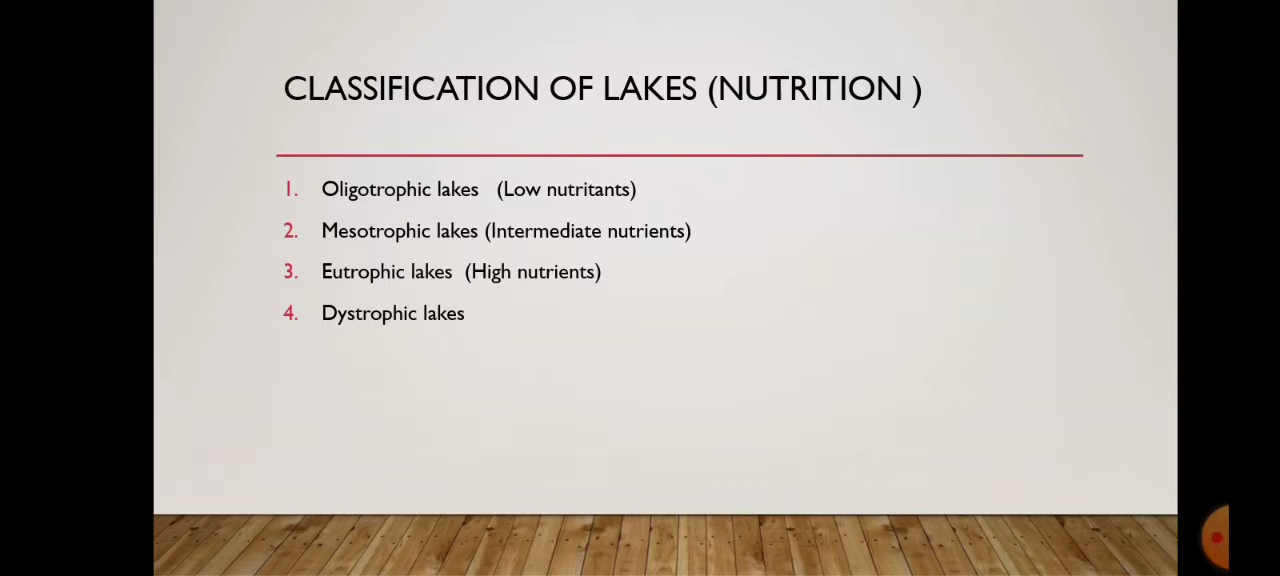 CLASSIFICATION OF LAKES (NUTRITION )
1. Oligotrophic lakes (Low nutritants)
2. Mesotrophic lakes (Intermediate nutrients)
3. Eutrophic lakes (High nutrients)
4. Dystrophic lakes